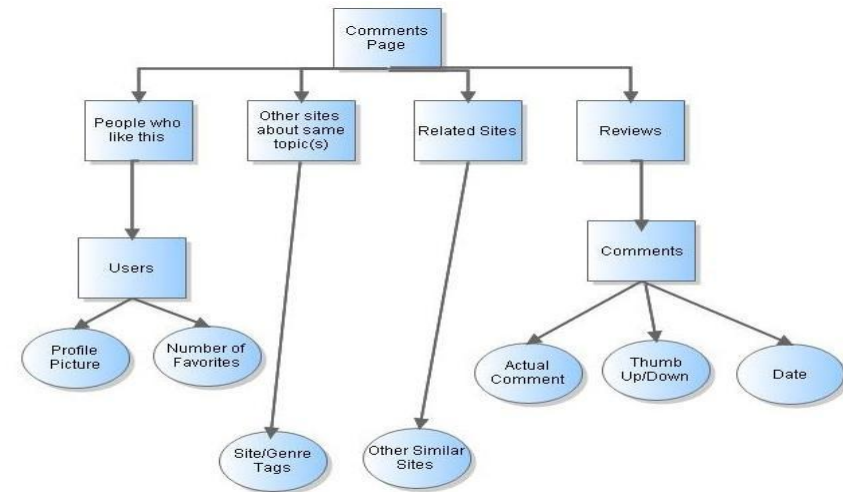 Comments
Page
People who
like this
Other sites
about same
topic(s)
Related Sites
Reviews
Users
Comments
Profile
Picture
Number of
Favorites
Actual
Comment
Thumb
Up/Down
Date
Site/Genre
Tags
Other Similar
Sites